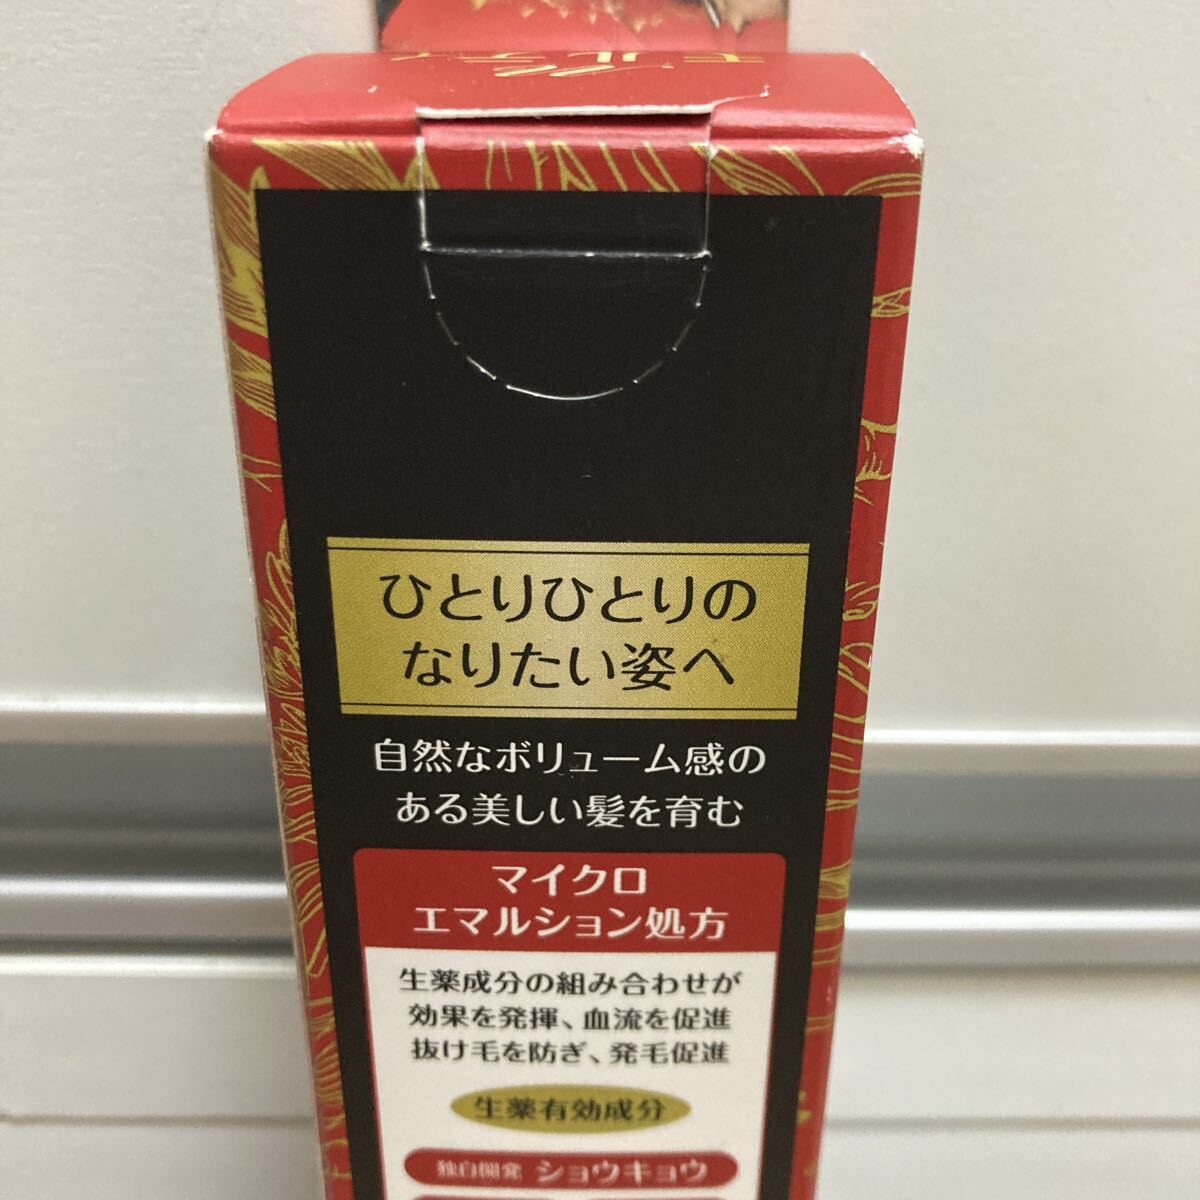 モルティ
ひとりひとりの
なりたい姿へ
自然なボリューム感の
ある美しい髪を育む
マイクロ
エマルション処方
生薬成分の組み合わせが
効果を発揮、血流を促進
抜け毛を防ぎ、発毛促進
生薬有効成分
独自開発 ショウキョウ